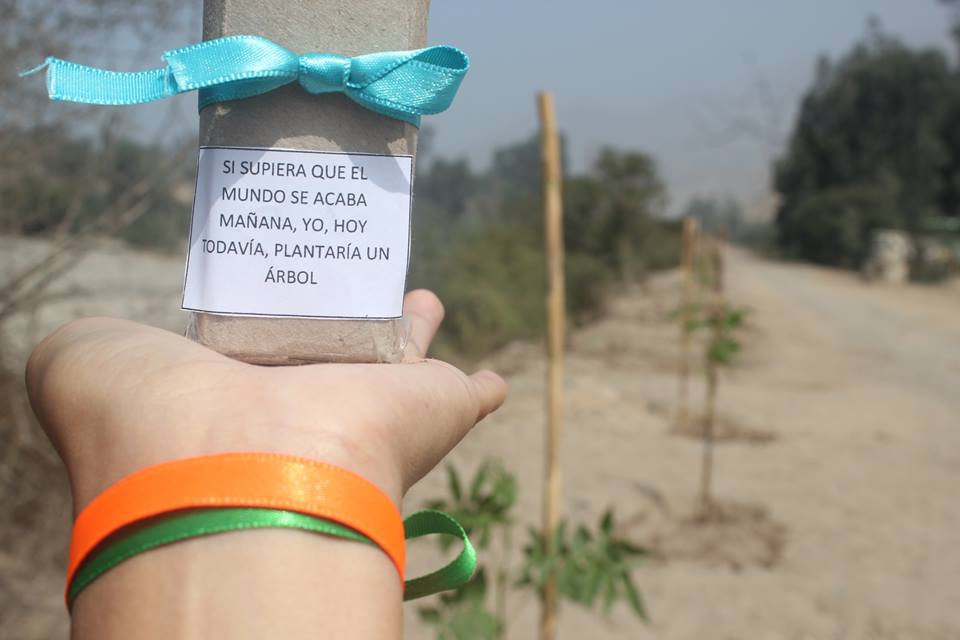 SI SUPIERA QUE EL
MUNDO SE ACABA
MAÑANA, YO, HOY
TODAVÍA, PLANTARÍA UN
ÁRBOL